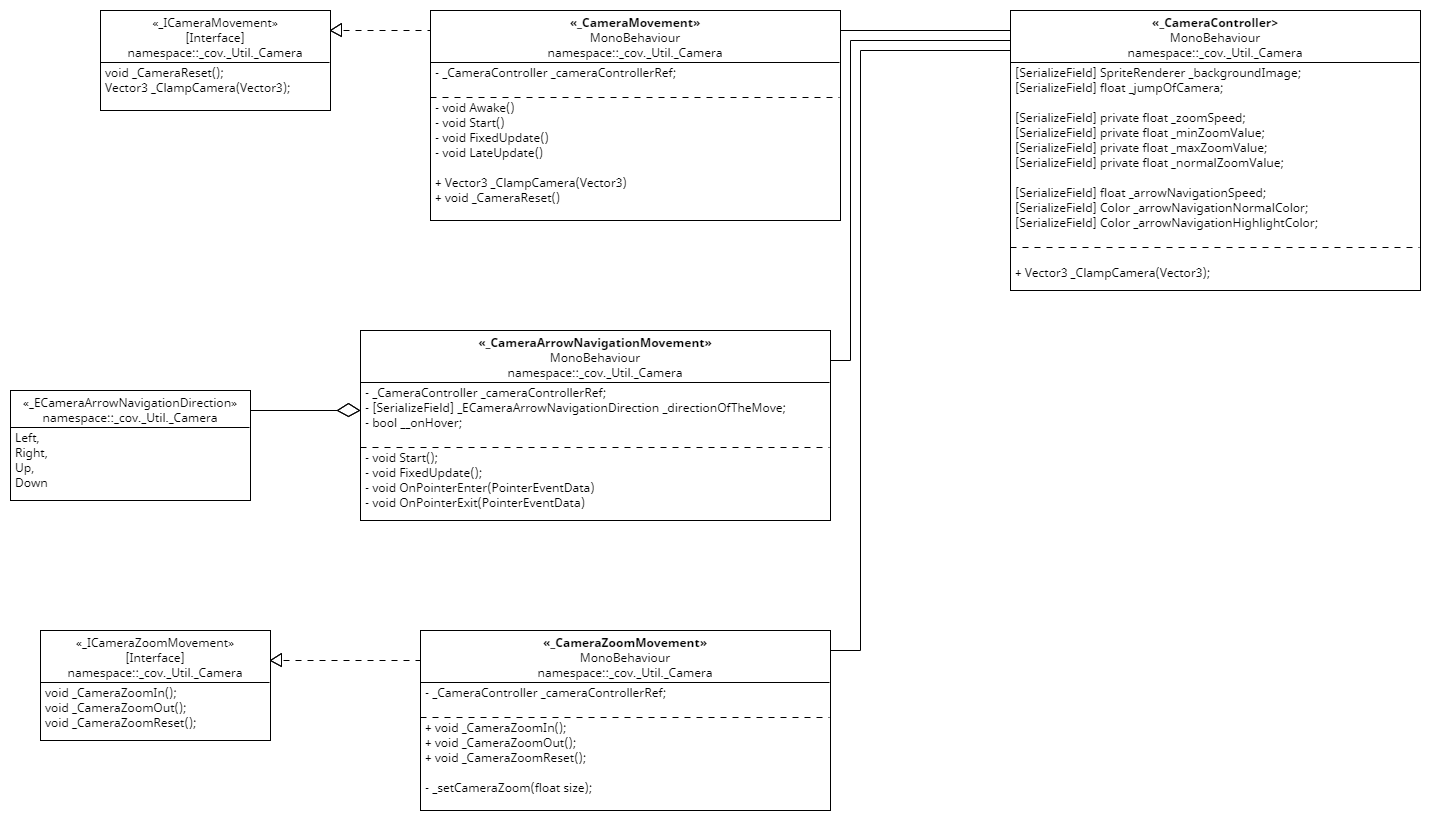 «_ICameraMovement»
[Interface]
namespace::_cov._Util._Camera
void _CameraReset();
Vector3 _ClampCamera(Vector3);
«_CameraMovement»
MonoBehaviour
namespace::_cov._Util._Camera
- _CameraController _cameraControllerRef;
- void Awake()
- void Start()
- void FixedUpdate()
- void LateUpdate()
+ Vector3 _ClampCamera(Vector3)
+ void _CameraReset()
«_CameraController>
MonoBehaviour
namespace::_cov._Util._Camera
[SerializeField] SpriteRenderer _backgroundImage;
[SerializeField] float _jumpOfCamera;
[SerializeField] private float _zoomSpeed;
[SerializeField] private float _minZoomValue;
[SerializeField] private float _maxZoomValue;
[SerializeField] private float _normalZoomValue;
[SerializeField] float _arrowNavigationSpeed;
[SerializeField] Color _arrowNavigationNormalColor;
[SerializeField] Color _arrowNavigationHighlightColor;
+ Vector3 _ClampCamera(Vector3);
«_ECameraArrowNavigationDirection»
namespace::_cov._Util._Camera
Left,
Right,
Up,
Down
«_CameraArrowNavigationMovement»
MonoBehaviour
namespace::_cov._Util._Camera
- _CameraController _cameraControllerRef;
- [SerializeField] _ECameraArrowNavigationDirection _directionOfTheMove;
- bool __onHover;
- void Start();
- void FixedUpdate();
- void OnPointerEnter(PointerEventData)
- void OnPointerExit(PointerEventData)
«_ICameraZoomMovement»
[Interface]
namespace::_cov._Util._Camera
void _CameraZoomIn();
void _CameraZoomOut();
void _CameraZoomReset();
«_CameraZoomMovement»
MonoBehaviour
namespace::_cov._Util._Camera
- _CameraController _cameraControllerRef;
+ void _CameraZoomIn();
+ void _CameraZoomOut();
+ void _CameraZoomReset();
- _setCameraZoom(float size);